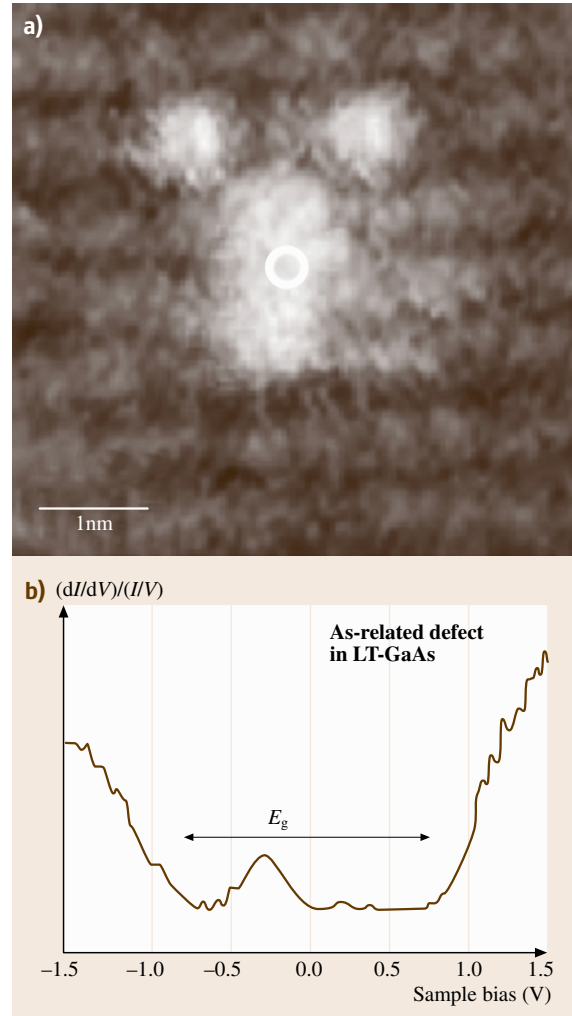 a)
1nm
b) (dI/dV)/(I/V)
As-related defect
in LT-GaAs
Eg
−1.5 −1.0 −0.5 0.0 0.5 1.0 1.5
Sample bias (V)